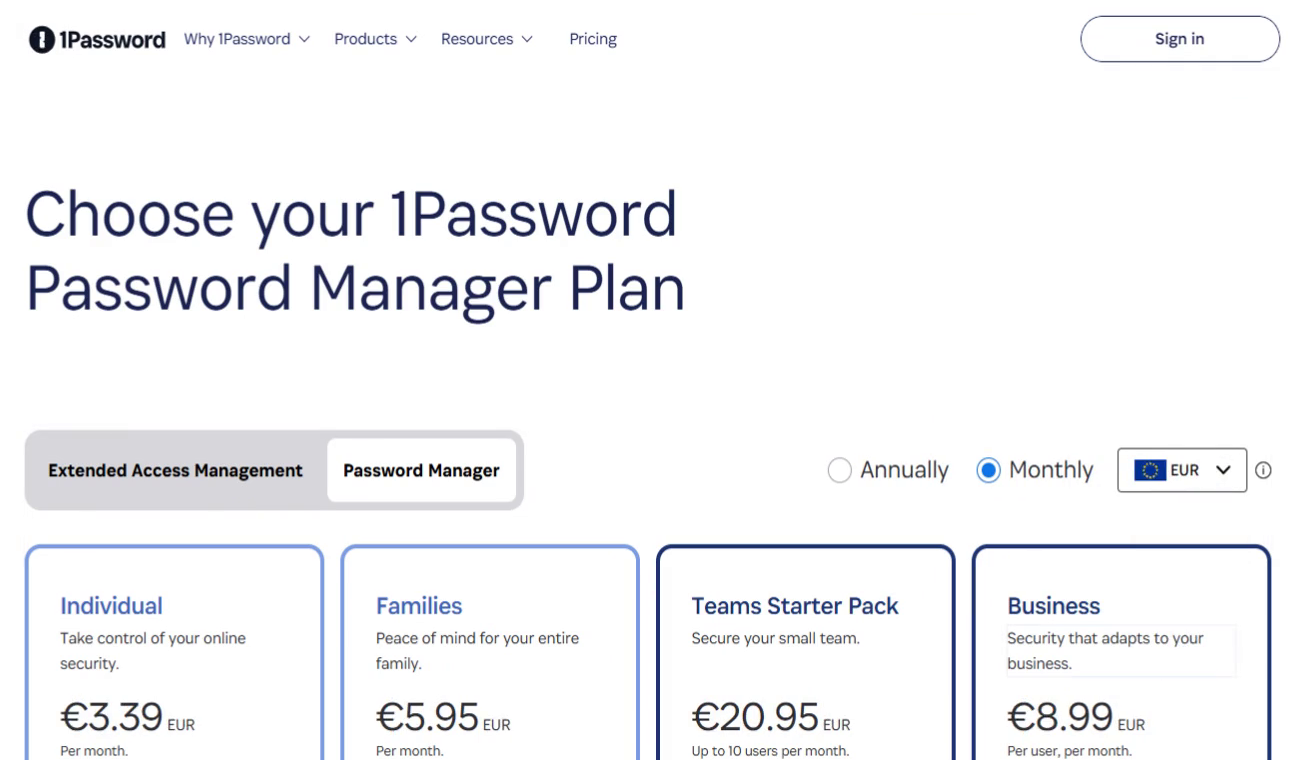 1Password Why 1Password Products Resources Pricing Sign in
Choose your 1Password
Password Manager Plan
Extended Access Management Password Manager Annually Monthly EUR
Individual
Take control of your online
security.
€3.39 EUR
Per month.
Families
Peace of mind for your entire
family.
€5.95 EUR
Per month.
Teams Starter Pack
Secure your small team.
€20.95 EUR
Up to 10 users per month.
Business
Security that adapts to your
business.
€8.99 EUR
Per user, per month.